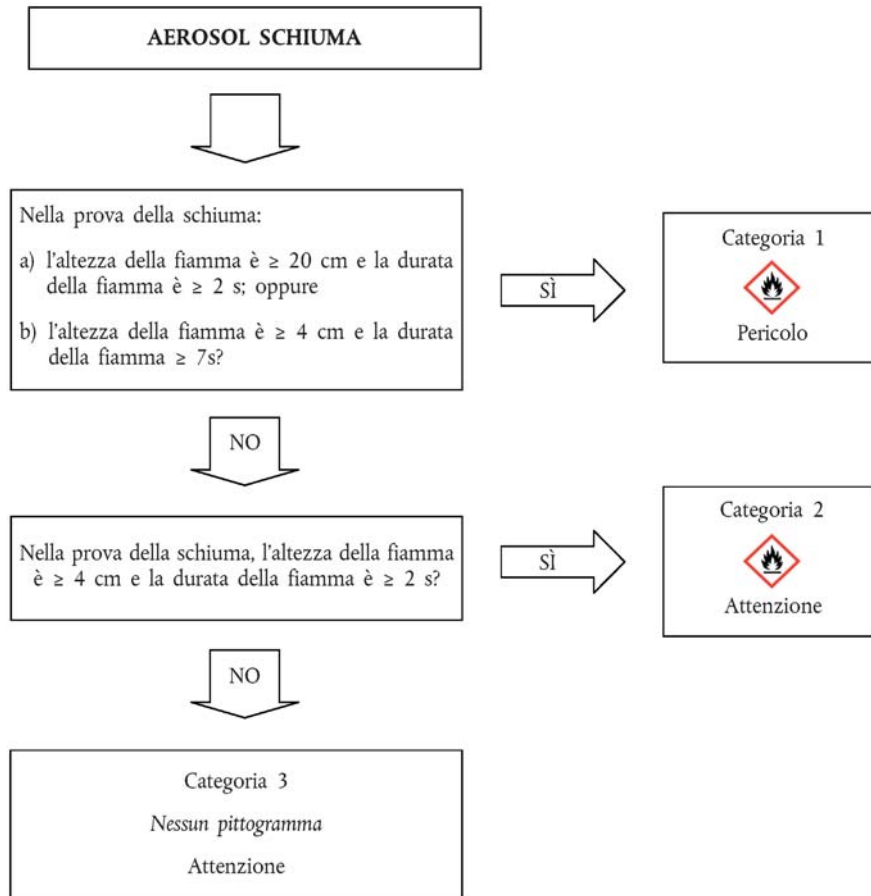 AEROSOL SCHIUMA
Nella prova della schiuma:
a) l'altezza della fiamma è ≥ 20 cm e la durata
della fiamma è ≥ 2 s; oppure
b) l'altezza della fiamma è ≥ 4 cm e la durata
della fiamma ≥ 7s?
SÌ
Categoria 1
Pericolo
NO
Nella prova della schiuma, l'altezza della fiamma
è ≥ 4 cm e la durata della fiamma è ≥ 2 s?
SÌ
Categoria 2
Attenzione
NO
Categoria 3
Nessun pittogramma
Attenzione